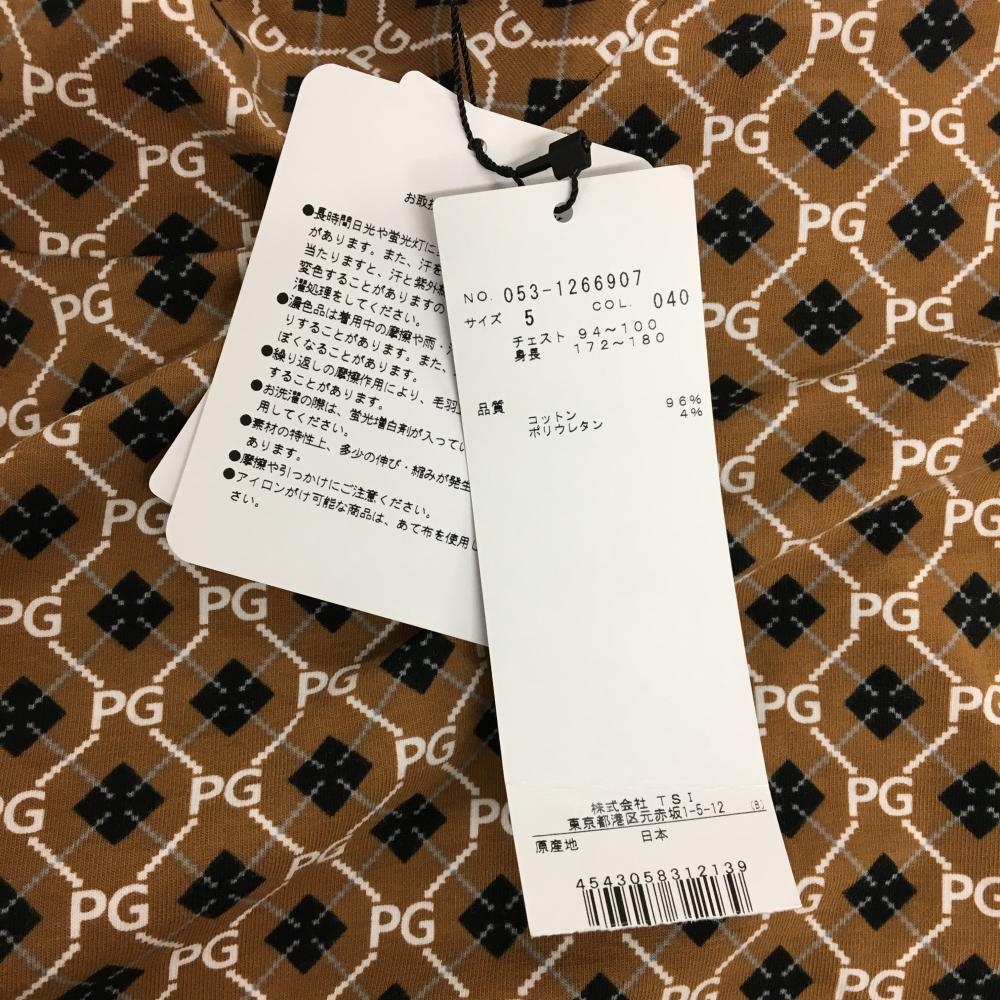 お取扱
●長時間日光や蛍光灯に
があります。また、汗を
当たりますと、汗と紫外
変色することがありますの
濯処理をしてください。
●濃色品は着用中の摩擦や雨・
りすることがあります。また、
ぽくなることがあります。
●繰り返しの摩擦作用により、毛羽
することがあります。
●お洗濯の際は、蛍光増白剤が入ってい
用してください。
●素材の特性上、多少の伸び・縮みが発生
あります。
●摩擦や引っかけにご注意ください。
●アイロンがけ可能な商品は、あて布を使用し
さい。
NO. 053-1266907
COL. 040
サイズ 5
チェスト 94~100
身長 172~180
品質
コットン 96%
ポリウレタン 4%
株式会社 TSI
東京都港区元赤坂1-5-12 (B)
原産地 日本
4543058312139
PG